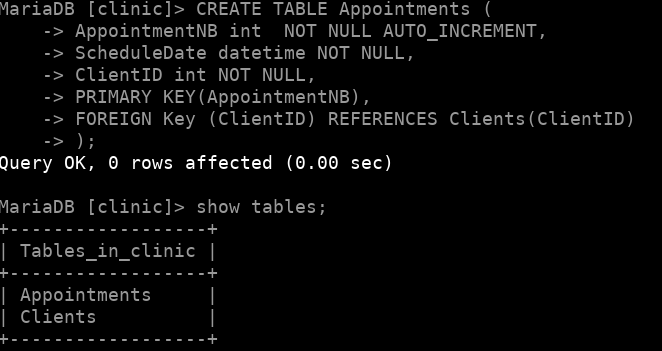 MariaDB [clinic]> CREATE TABLE Appointments (
    -> AppointmentNB int  NOT NULL AUTO_INCREMENT,
    -> ScheduleDate datetime NOT NULL,
    -> ClientID int NOT NULL,
    -> PRIMARY KEY(AppointmentNB),
    -> FOREIGN Key (ClientID) REFERENCES Clients(ClientID)
    -> );
Query OK, 0 rows affected (0.00 sec)

MariaDB [clinic]> show tables;
+------------------+
| Tables_in_clinic |
+------------------+
| Appointments     |
| Clients          |
+------------------+